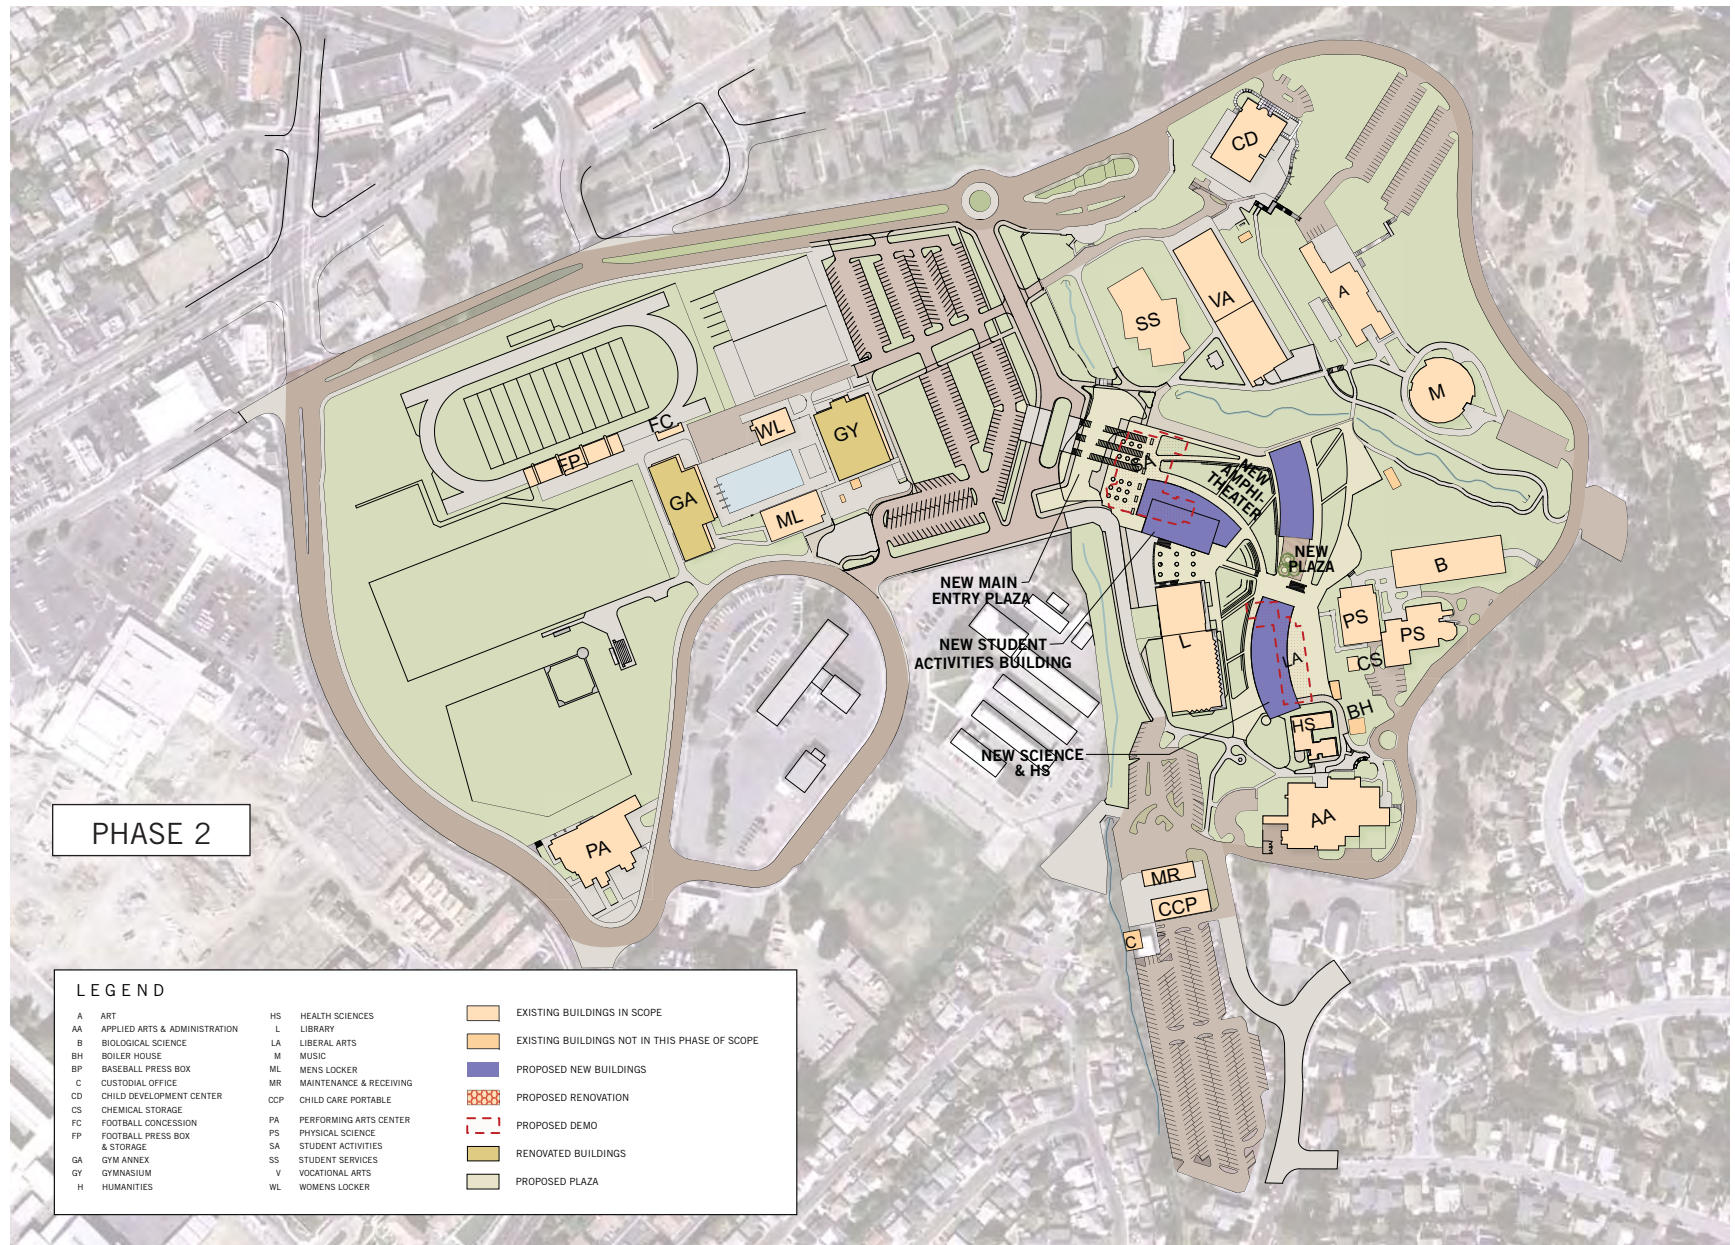 CD
VA
A
SS
M
FC
WL
GY
FP
GA
ML
SA
NEW
AMPHI-
THEATER
NEW
PLAZA
B
NEW MAIN
ENTRY PLAZA
PS
PS
NEW STUDENT
ACTIVITIES BUILDING
L
LA
CS
BH
HS
NEW SCIENCE
& HS
AA
PHASE 2
PA
MR
CCP
C
LEGEND
A ART
AA APPLIED ARTS & ADMINISTRATION
B BIOLOGICAL SCIENCE
BH BOILER HOUSE
BP BASEBALL PRESS BOX
C CUSTODIAL OFFICE
CD CHILD DEVELOPMENT CENTER
CS CHEMICAL STORAGE
FC FOOTBALL CONCESSION
FP FOOTBALL PRESS BOX
& STORAGE
GA GYM ANNEX
GY GYMNASIUM
H HUMANITIES
HS HEALTH SCIENCES
L LIBRARY
LA LIBERAL ARTS
M MUSIC
ML MENS LOCKER
MR MAINTENANCE & RECEIVING
CCP CHILD CARE PORTABLE
PA PERFORMING ARTS CENTER
PS PHYSICAL SCIENCE
SA STUDENT ACTIVITIES
SS STUDENT SERVICES
V VOCATIONAL ARTS
WL WOMENS LOCKER
EXISTING BUILDINGS IN SCOPE
EXISTING BUILDINGS NOT IN THIS PHASE OF SCOPE
PROPOSED NEW BUILDINGS
PROPOSED RENOVATION
PROPOSED DEMO
RENOVATED BUILDINGS
PROPOSED PLAZA